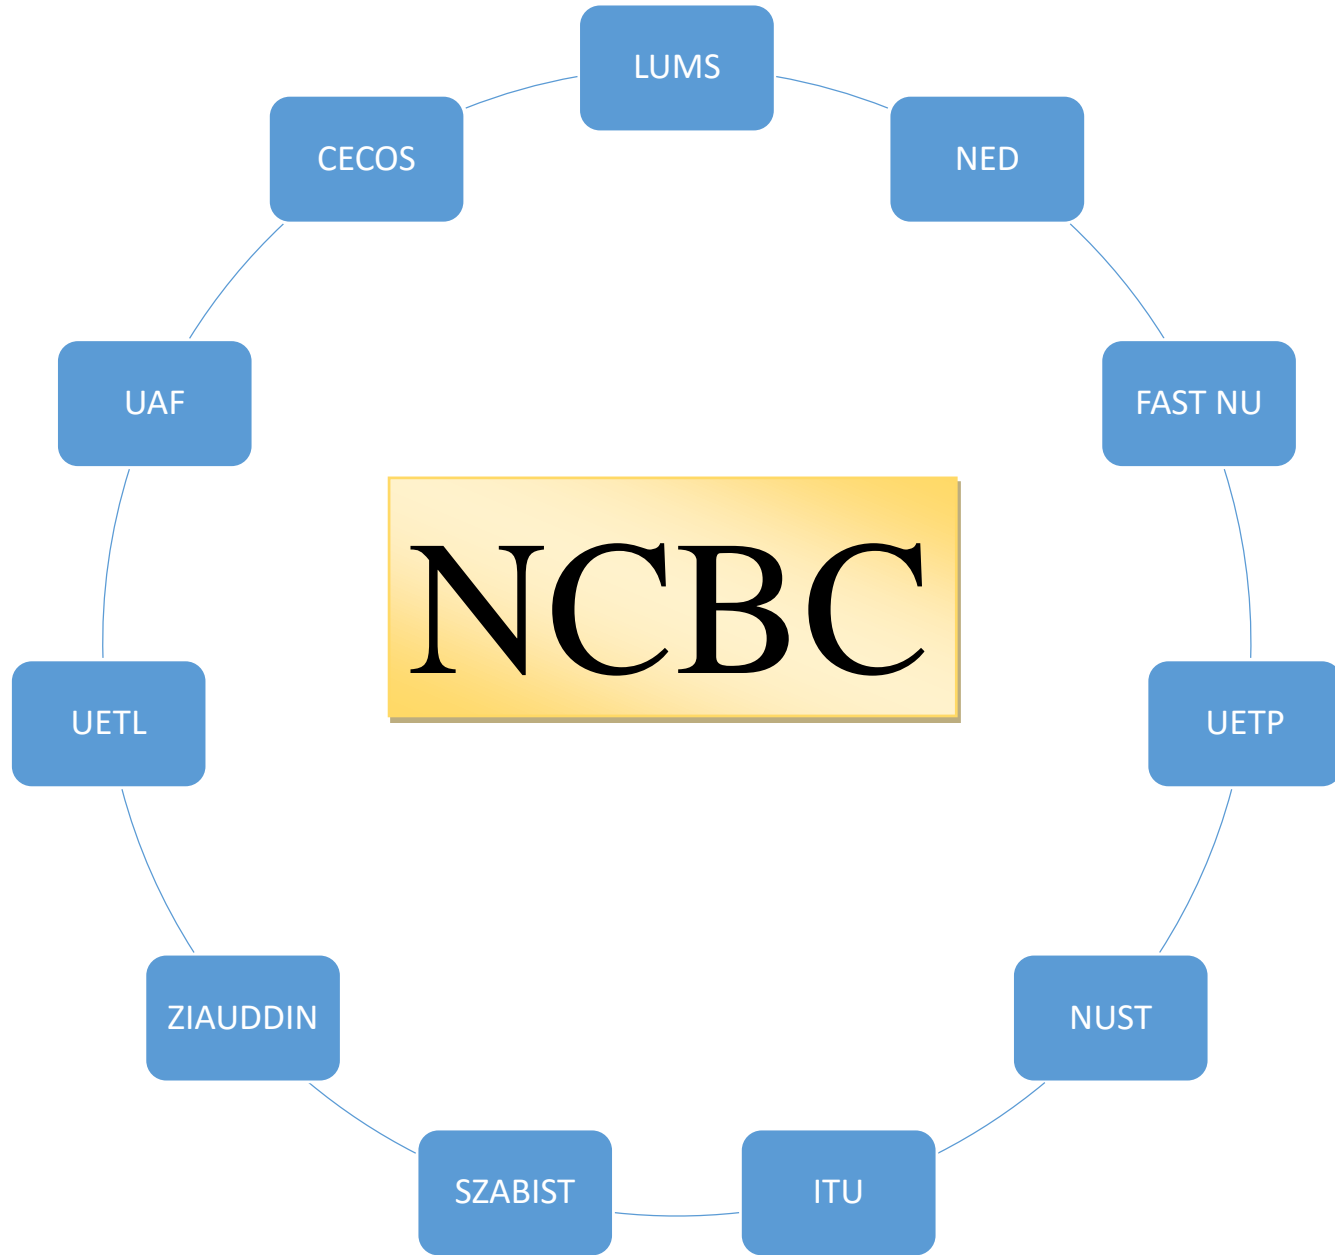 LUMS
NED
FAST NU
UETP
NUST
ITU
SZABIST
ZIAUDDIN
UETL
UAF
CECOS
NCBC